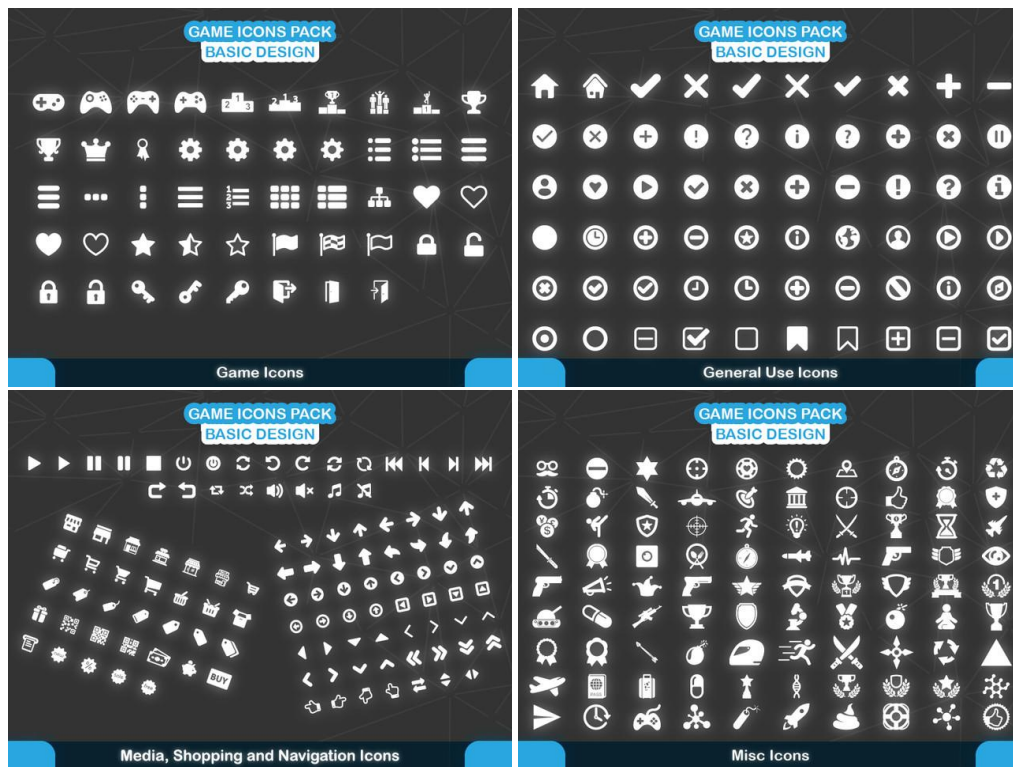 GAME ICONS PACK
BASIC DESIGN
Game Icons
GAME ICONS PACK
BASIC DESIGN
General Use Icons
GAME ICONS PACK
BASIC DESIGN
BUY
Media, Shopping and Navigation Icons
GAME ICONS PACK
BASIC DESIGN
Misc Icons